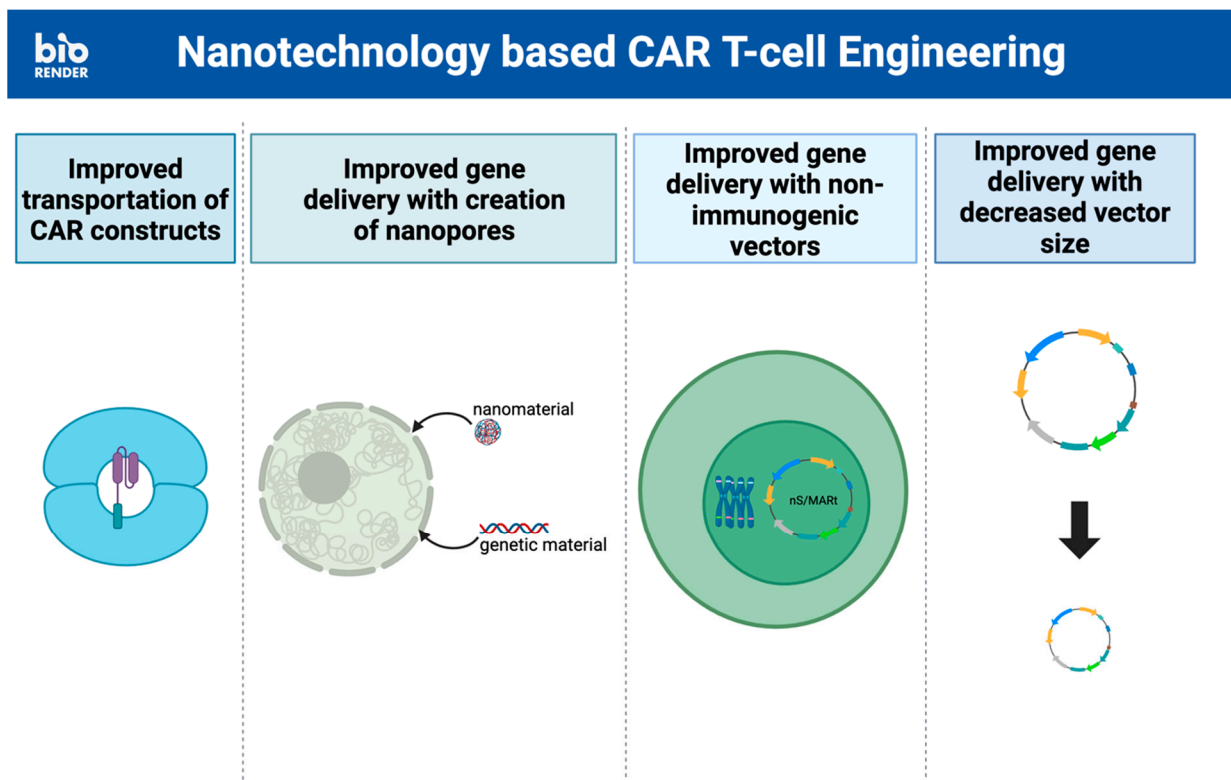 bio
RENDER
Nanotechnology based CAR T-cell Engineering
Improved
transportation of
CAR constructs
Improved gene
delivery with creation
of nanopores
Improved gene
delivery with non-
immunogenic
vectors
Improved gene
delivery with
decreased vector
size
nanomaterial
genetic material
nS/MARt